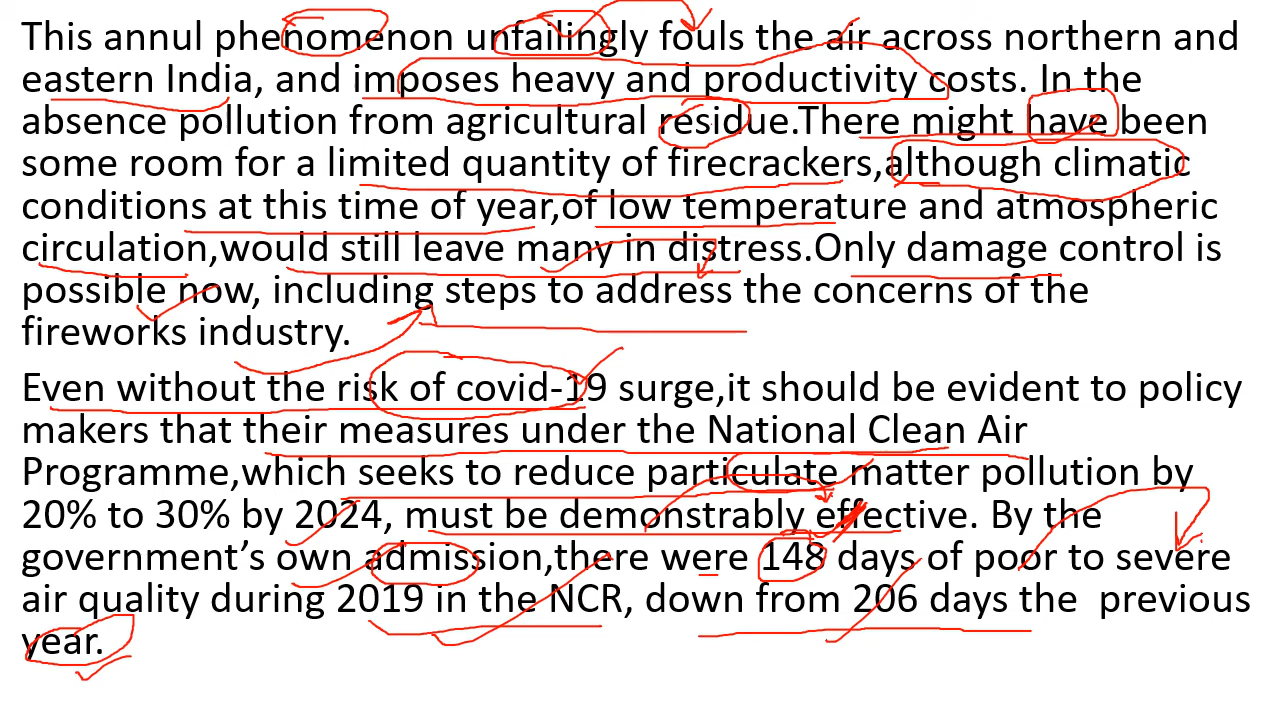 This annul phenomenon unfailingly fouls the air across northern and
eastern India, and imposes heavy and productivity costs. In the
absence pollution from agricultural residue.There might have been
some room for a limited quantity of firecrackers,although climatic
conditions at this time of year,of low temperature and atmospheric
circulation,would still leave many in distress.Only damage control is
possible now, including steps to address the concerns of the
fireworks industry.
Even without the risk of covid-19 surge,it should be evident to policy
makers that their measures under the National Clean Air
Programme,which seeks to reduce particulate matter pollution by
20% to 30% by 2024, must be demonstrably effective. By the
government’s own admission,there were 148 days of poor to severe
air quality during 2019 in the NCR, down from 206 days the  previous
year.